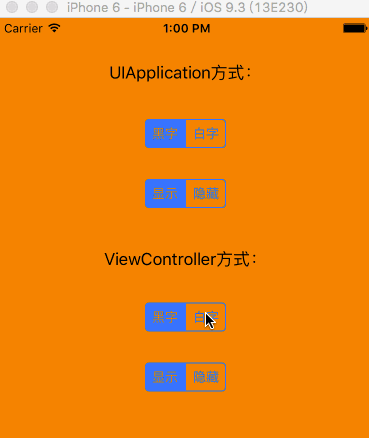 iPhone 6 - iPhone 6 / iOS 9.3 (13E230)
Carrier 1:00 PM
UIApplication方式：
黑字 白字
显示 隐藏
ViewController方式：
黑字 白字
显示 隐藏